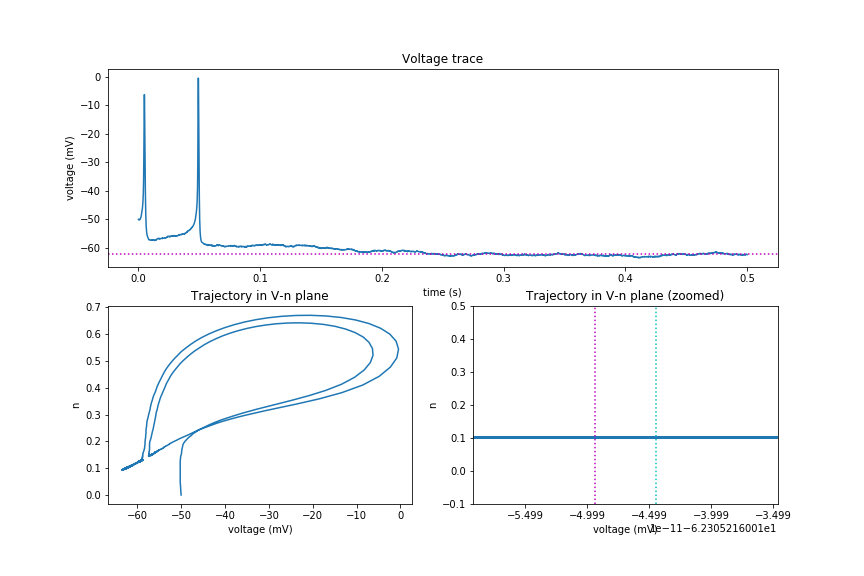 Voltage trace
voltage (mV)
0
−10
−20
−30
−40
−50
−60
0.0 0.1 0.2 0.3 0.4 0.5
time (s)
Trajectory in V-n plane
n
0.7
0.6
0.5
0.4
0.3
0.2
0.1
0.0
−60 −50 −40 −30 −20 −10 0
voltage (mV)
Trajectory in V-n plane (zoomed)
n
0.5
0.4
0.3
0.2
0.1
0.0
−0.1
−5.499 −4.999 −4.499 −3.999 −3.499
voltage (mV)
1e−11−6.2305216001e1